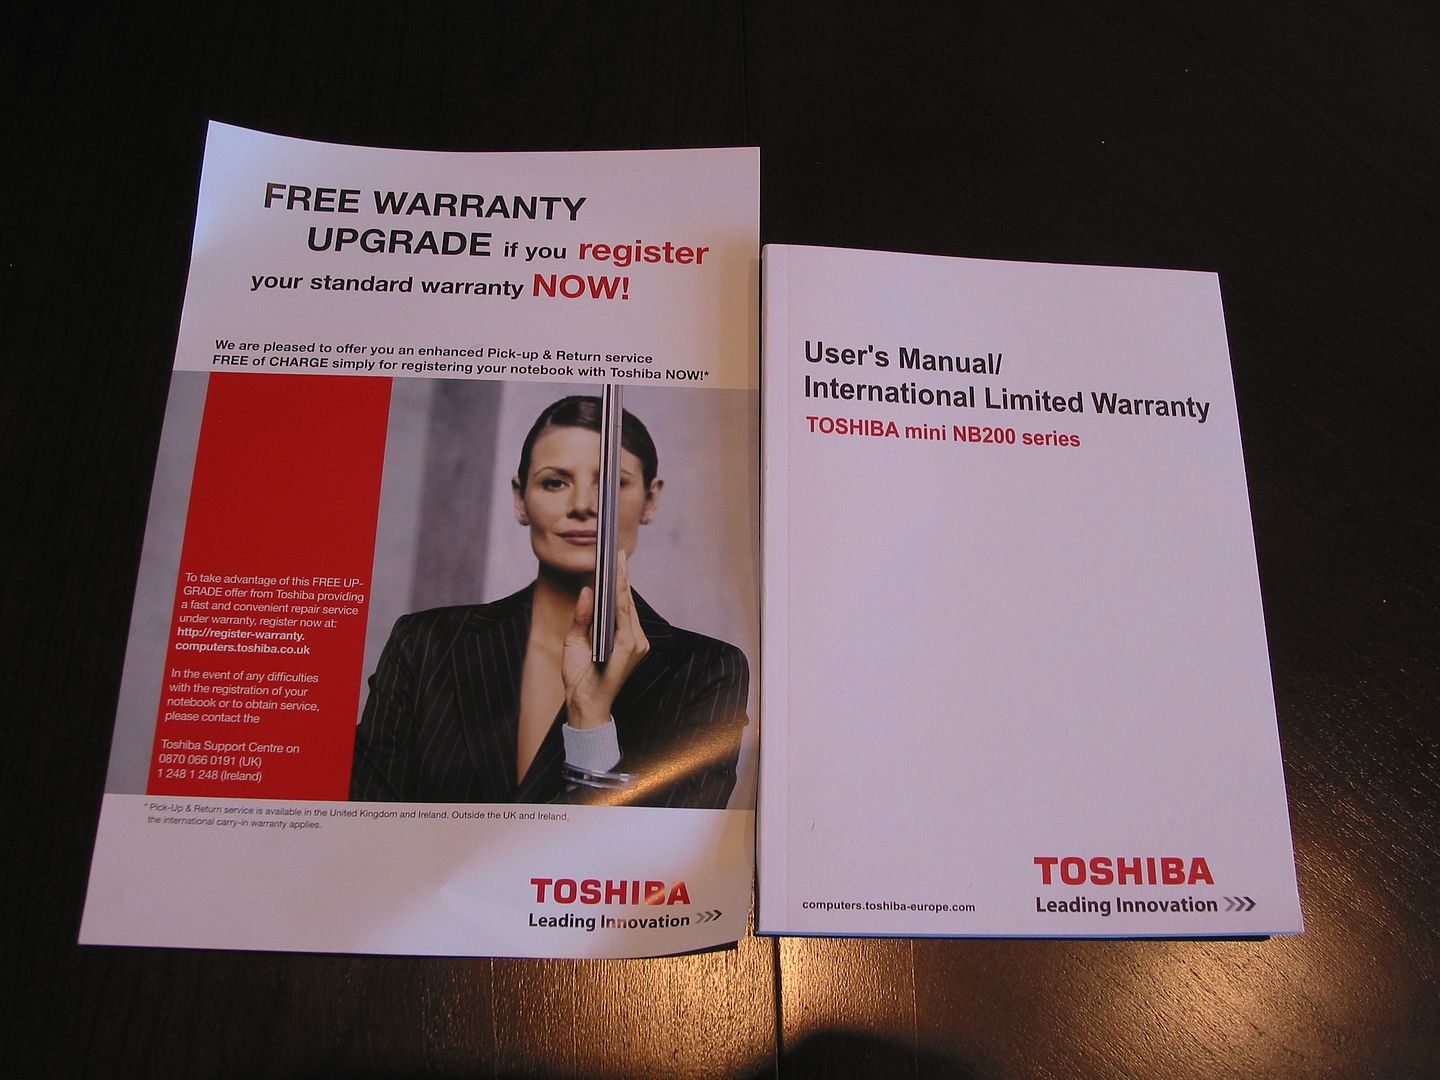 FREE WARRANTY
UPGRADE if you register
your standard warranty NOW!
We are pleased to offer you an enhanced Pick-up & Return service
FREE of CHARGE simply for registering your notebook with Toshiba NOW!*
To take advantage of this FREE UP-
GRADE offer from Toshiba providing
a fast and convenient repair service
under warranty, register now at:
http://register-warranty.
computers.toshiba.co.uk
In the event of any difficulties
with the registration of your
notebook or to obtain service,
please contact the
Toshiba Support Centre on
0870 066 0191 (UK)
1 248 1 248 (Ireland)
* Pick-Up & Return service is available in the United Kingdom and Ireland. Outside the UK and Ireland,
the international carry-in warranty applies.
TOSHIBA
Leading Innovation >>>
User's Manual/
International Limited Warranty
TOSHIBA mini NB200 series
computers.toshiba-europe.com
TOSHIBA
Leading Innovation >>>